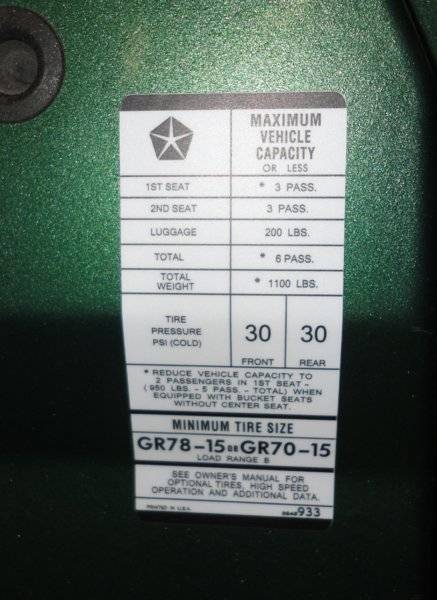 MAXIMUM
VEHICLE
CAPACITY
OR LESS
1ST SEAT * 3 PASS.
2ND SEAT 3 PASS.
LUGGAGE 200 LBS.
TOTAL * 6 PASS.
TOTAL
WEIGHT * 1100 LBS.
TIRE
PRESSURE
PSI (COLD)
30 30
FRONT REAR
* REDUCE VEHICLE CAPACITY TO
2 PASSENGERS IN 1ST SEAT –
( 950 LBS. – 5 PASS. – TOTAL) WHEN
EQUIPPED WITH BUCKET SEATS
WITHOUT CENTER SEAT.
MINIMUM TIRE SIZE
GR78–15 OR GR70–15
LOAD RANGE B
SEE OWNER'S MANUAL FOR
OPTIONAL TIRES, HIGH SPEED
OPERATION AND ADDITIONAL DATA.
PRINTED IN U.S.A. 933